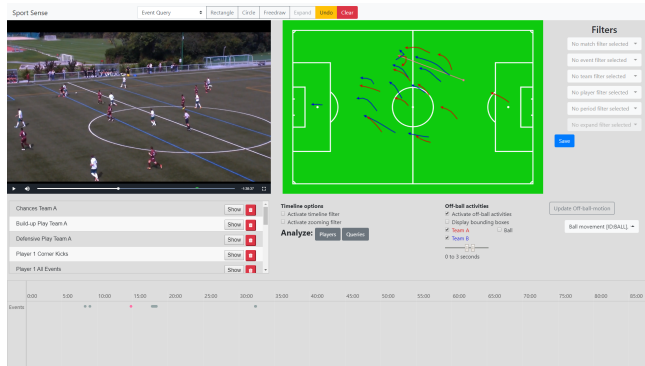 Sport Sense
Event Query
Rectangle
Circle
Freedraw
Expand
Undo
Clear
Filters
No match filter selected
No event filter selected
No team filter selected
No player filter selected
No period filter selected
No expand filter selected
Save
Chances Team A
Show
Build-up Play Team A
Show
Defensive Play Team A
Show
Player 1 Corner Kicks
Show
Player 1 All Events
Show
Timeline options
Activate timeline filter
Activate zooming filter
Analyze: Players Queries
Off-ball activities
Activate off-ball activities
Display bounding boxes
Team A Ball
Team B
0 to 3 seconds
Update Off-ball-motion
Ball movement [ID:BALL],
0:00 5:00 10:00 15:00 20:00 25:00 30:00 35:00 40:00 45:00 50:00 55:00 60:00 65:00 70:00 75:00 80:00 85:00
Events